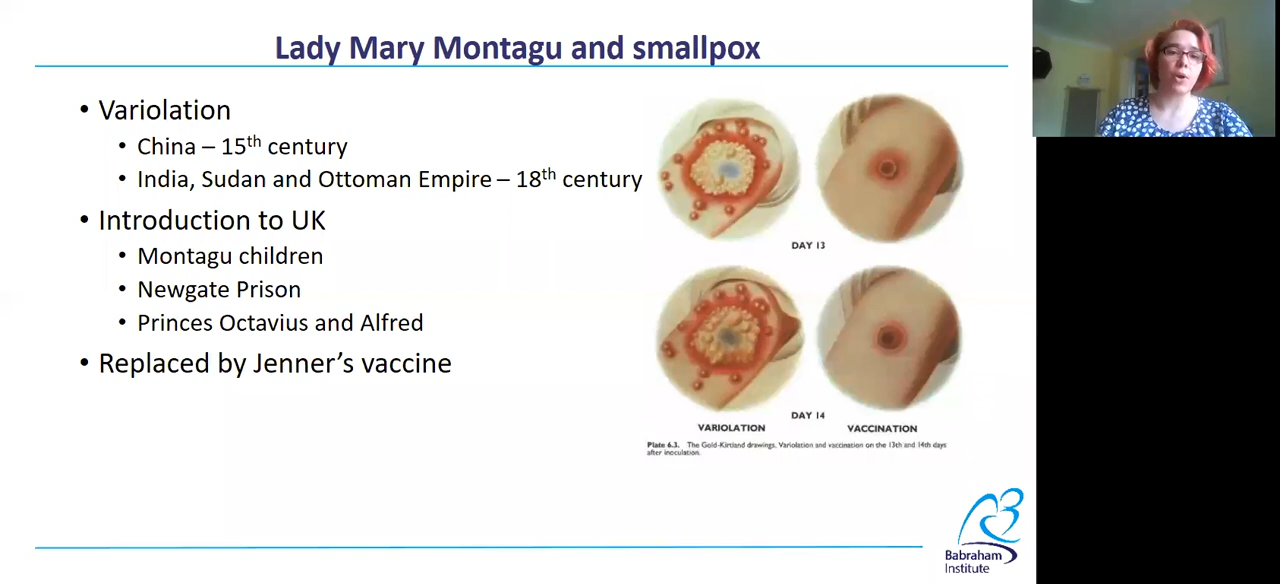 Lady Mary Montagu and smallpox
• Variolation
• China – 15th century
• India, Sudan and Ottoman Empire – 18th century
• Introduction to UK
• Montagu children
• Newgate Prison
• Princes Octavius and Alfred
• Replaced by Jenner’s vaccine
DAY 13
DAY 14
VARIOLATION VACCINATION
Plate 6.3. The Gold-Kirtland drawings. Variolation and vaccination on the 13th and 14th days
after inoculation.
Babraham
Institute